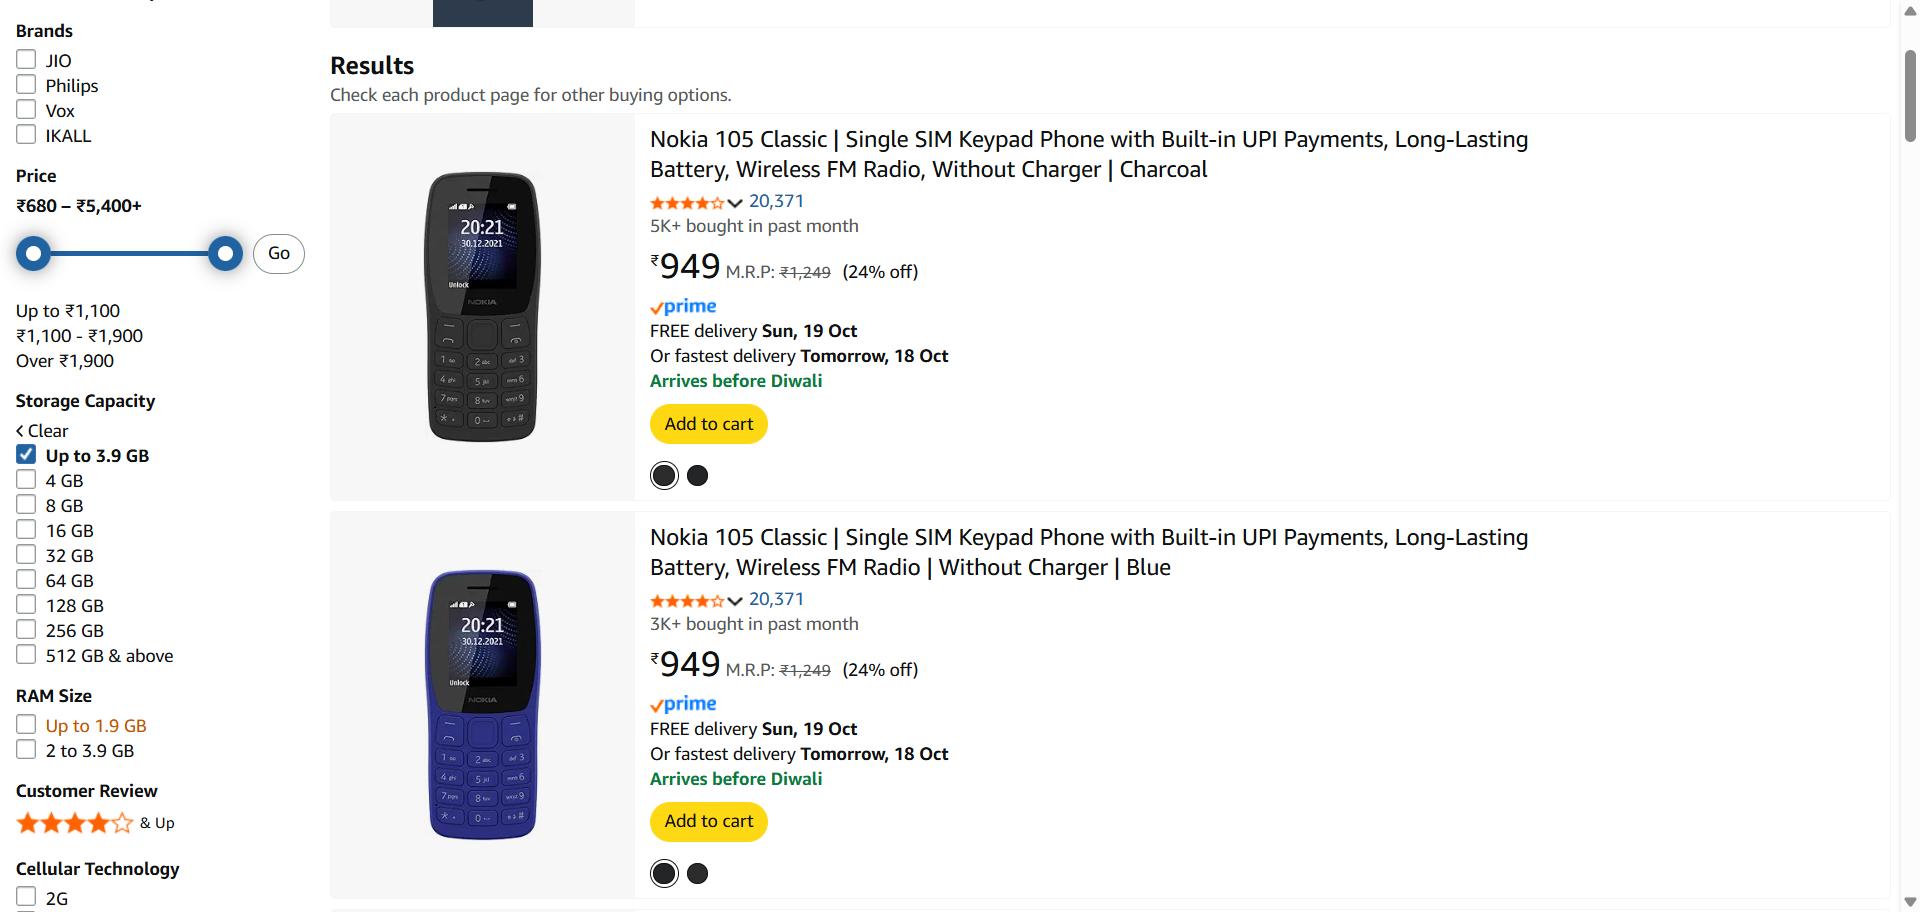 Brands
JIO
Philips
Vox
IKALL
Price
₹680 – ₹5,400+
Go
Up to ₹1,100
₹1,100 - ₹1,900
Over ₹1,900
Storage Capacity
Clear
Up to 3.9 GB
4 GB
8 GB
16 GB
32 GB
64 GB
128 GB
256 GB
512 GB & above
RAM Size
Up to 1.9 GB
2 to 3.9 GB
Customer Review
& Up
Cellular Technology
2G
Results
Check each product page for other buying options.
20:21
30.12.2021
Unlock
NOKIA
Nokia 105 Classic | Single SIM Keypad Phone with Built-in UPI Payments, Long-Lasting
Battery, Wireless FM Radio, Without Charger | Charcoal
20,371
5K+ bought in past month
₹949 M.R.P: ₹1,249 (24% off)
prime
FREE delivery Sun, 19 Oct
Or fastest delivery Tomorrow, 18 Oct
Arrives before Diwali
Add to cart
20:21
30.12.2021
Unlock
NOKIA
Nokia 105 Classic | Single SIM Keypad Phone with Built-in UPI Payments, Long-Lasting
Battery, Wireless FM Radio | Without Charger | Blue
20,371
3K+ bought in past month
₹949 M.R.P: ₹1,249 (24% off)
prime
FREE delivery Sun, 19 Oct
Or fastest delivery Tomorrow, 18 Oct
Arrives before Diwali
Add to cart